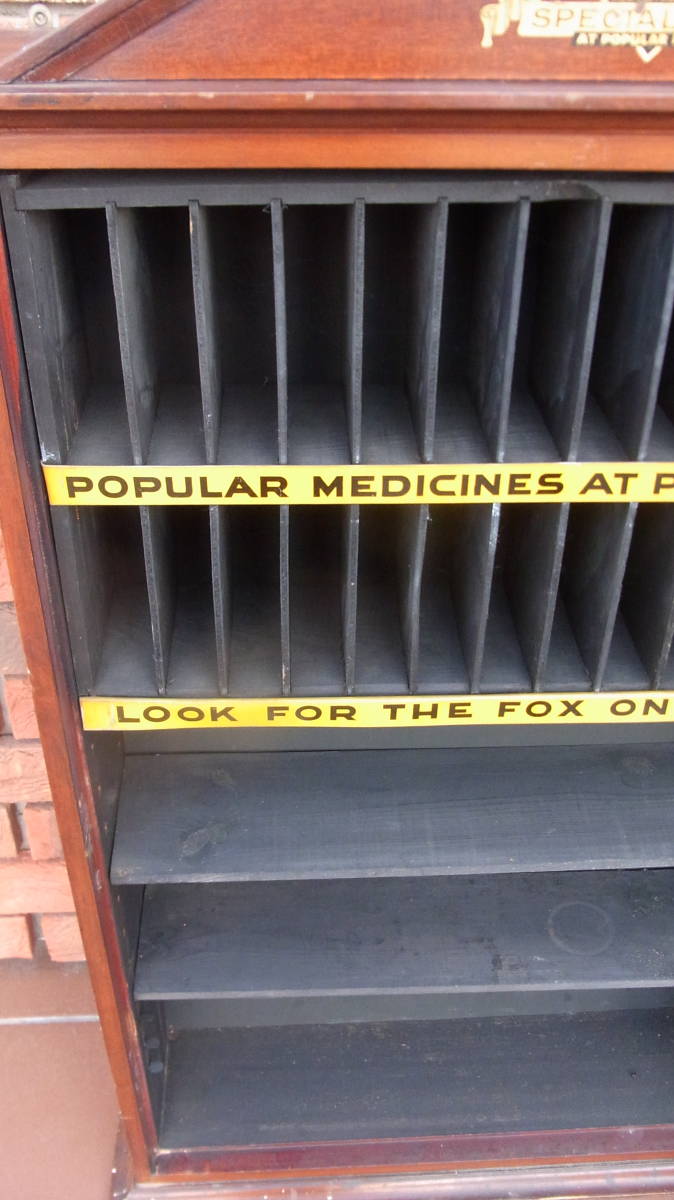 SPECIAL
AT POPULAR
POPULAR MEDICINES AT P
LOOK FOR THE FOX ON